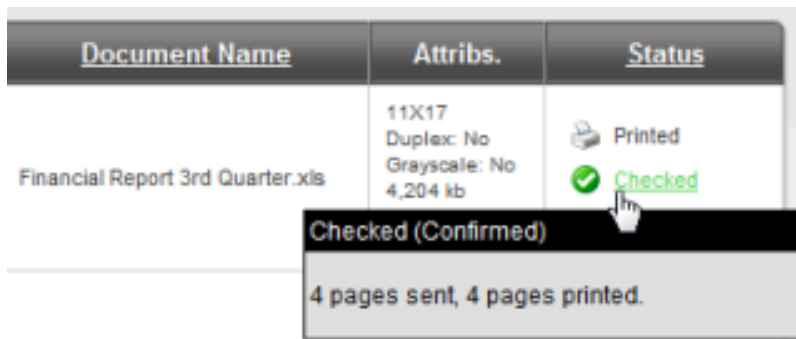 Document Name Attribs. Status
11X17
Duplex: No
Grayscale: No
4,204 kb
Financial Report 3rd Quarter.xls
Printed
Checked
Checked (Confirmed)
4 pages sent, 4 pages printed.